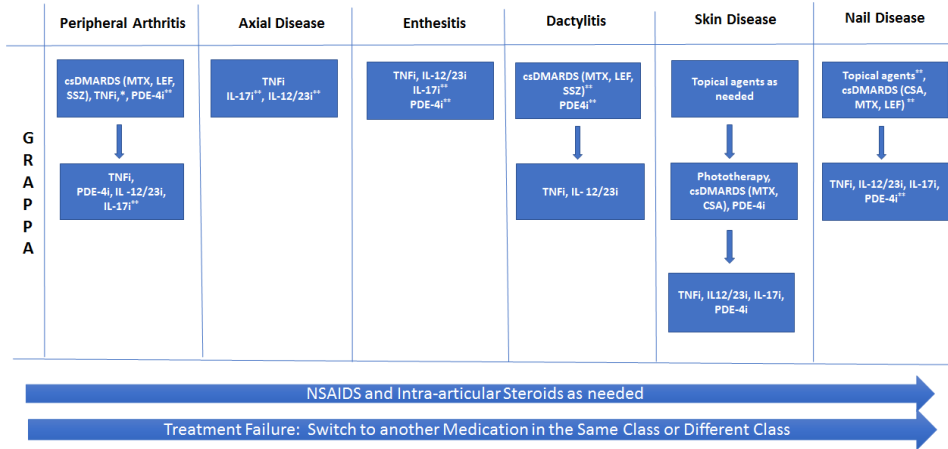 Peripheral Arthritis
Axial Disease
Enthesitis
Dactylitis
Skin Disease
Nail Disease
G
R
A
P
P
A
csDMARDS (MTX, LEF,
SSZ), TNFi,*, PDE-4i**
TNFi,
PDE-4i, IL -12/23i,
IL-17i**
TNFi
IL-17i**, IL-12/23i**
TNFi, IL-12/23i
IL-17i**
PDE-4i**
csDMARDS (MTX, LEF,
SSZ)**
PDE4i**
TNFi, IL- 12/23i
Topical agents as
needed
Phototherapy,
csDMARDS (MTX,
CSA), PDE-4i
TNFi, IL12/23i, IL-17i,
PDE-4i
Topical agents**,
csDMARDS (CSA,
MTX, LEF) **
TNFi, IL-12/23i, IL-17i,
PDE-4i**
NSAIDS and Intra-articular Steroids as needed
Treatment Failure: Switch to another Medication in the Same Class or Different Class